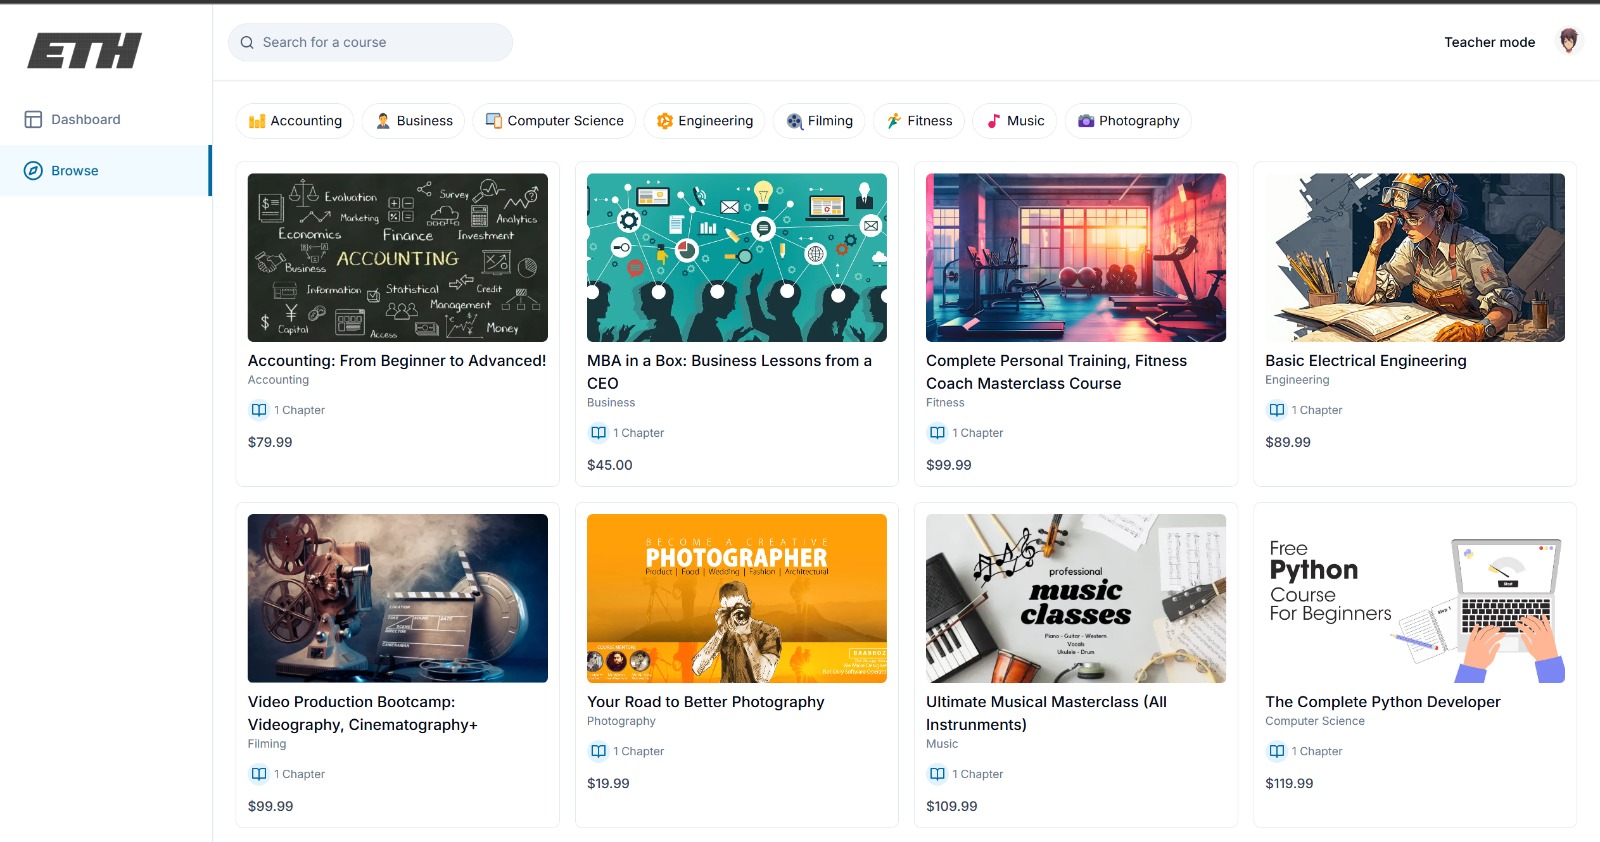 ETH
Search for a course
Teacher mode
Dashboard
Browse
Accounting
Business
Computer Science
Engineering
Filming
Fitness
Music
Photography
Evaluation
Survey
Marketing
Analytics
Economics
Finance
Investment
Business
ACCOUNTING
Information
Statistical
Credit
Management
Capital
Access
Money
Accounting: From Beginner to Advanced!
Accounting
1 Chapter
$79.99
MBA in a Box: Business Lessons from a
CEO
Business
1 Chapter
$45.00
Complete Personal Training, Fitness
Coach Masterclass Course
Fitness
1 Chapter
$99.99
Basic Electrical Engineering
Engineering
1 Chapter
$89.99
Video Production Bootcamp:
Videography, Cinematography+
Filming
1 Chapter
$99.99
BECOME A CREATIVE
PHOTOGRAPHER
Product | Food | Wedding | Fashion | Architectural
Your Road to Better Photography
Photography
1 Chapter
$19.99
professional
music
classes
Piano - Guitar - Western
Vocals
Ukulele - Drum
Ultimate Musical Masterclass (All
Instrunments)
Music
1 Chapter
$109.99
Free
Python
Course
For Beginners
The Complete Python Developer
Computer Science
1 Chapter
$119.99